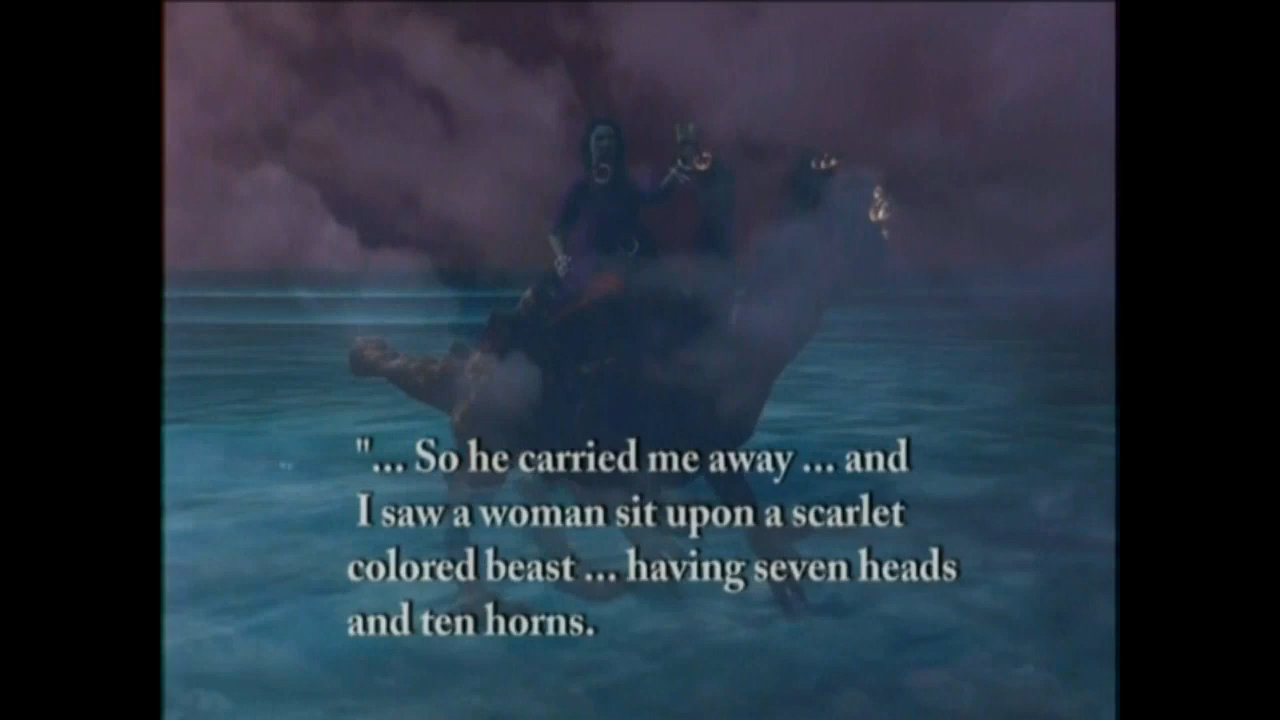 "... So he carried me away ... and
I saw a woman sit upon a scarlet
colored beast ... having seven heads
and ten horns.